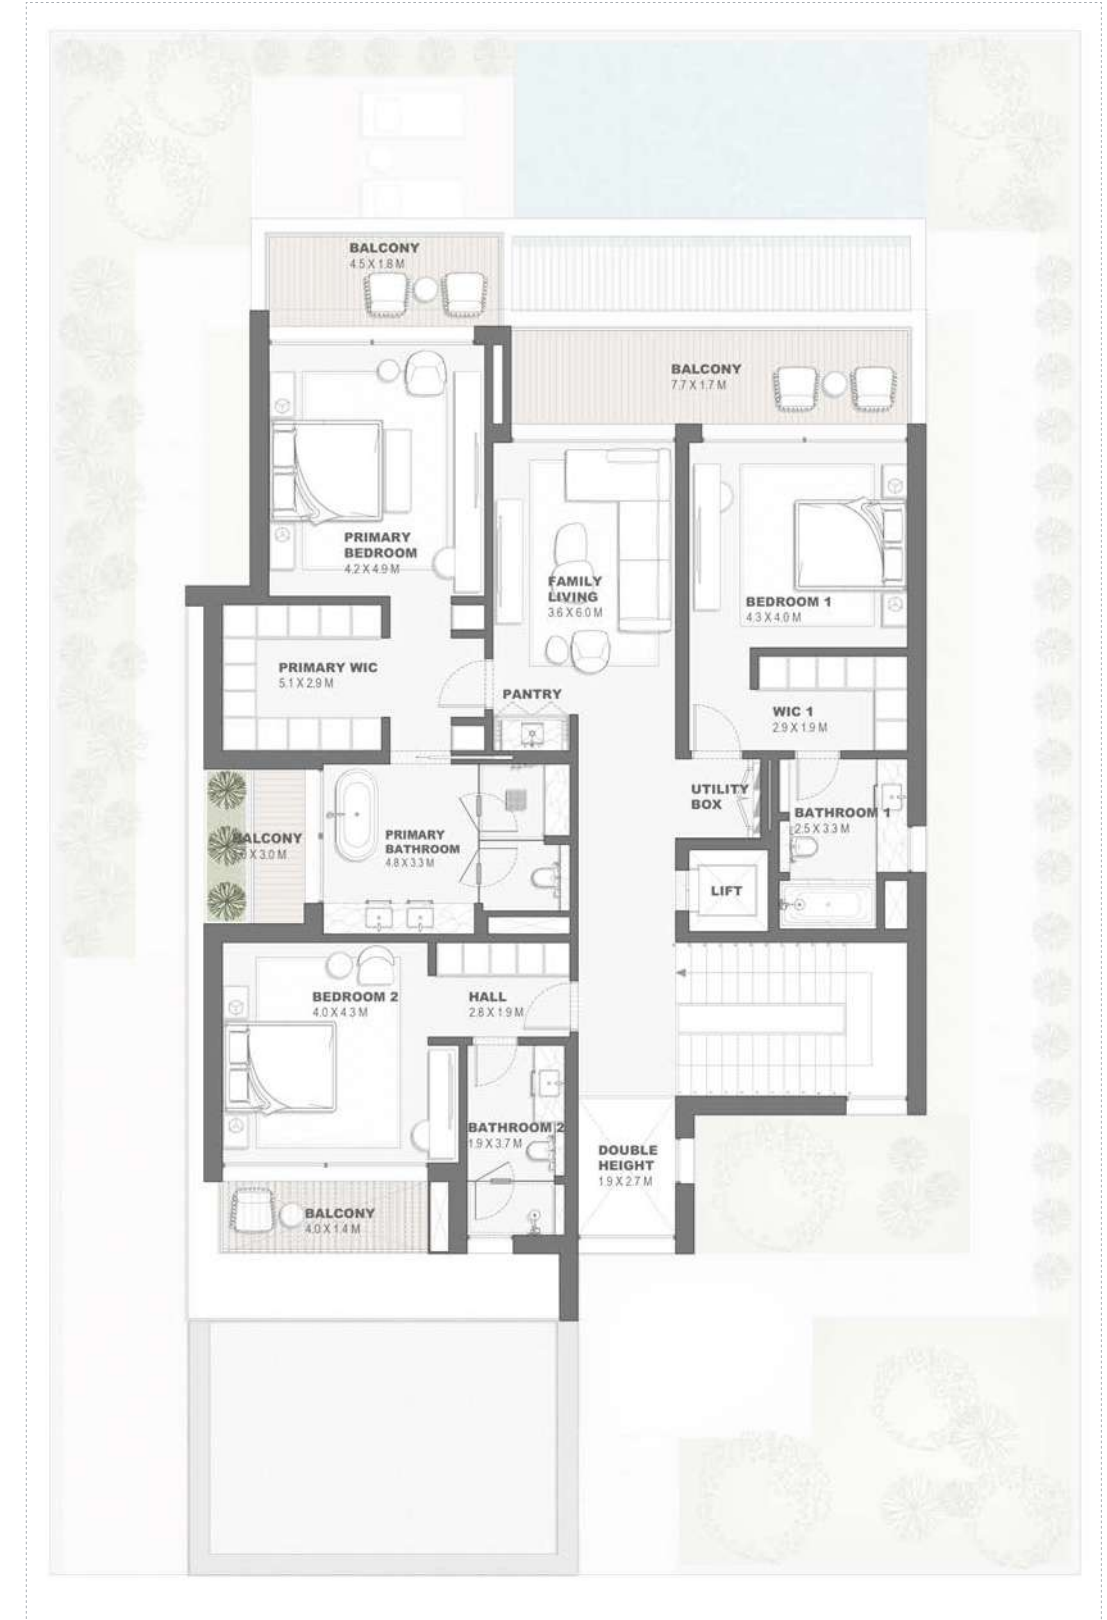 BALCONY
4.5 X 1.8 M
BALCONY
7.7 X 1.7 M
PRIMARY
BEDROOM
4.2 X 4.9 M
FAMILY
LIVING
3.6 X 6.0 M
BEDROOM 1
4.3 X 4.0 M
PRIMARY WIC
5.1 X 2.9 M
PANTRY
WIC 1
2.9 X 1.9 M
UTILITY
BOX
BATHROOM 1
2.5 X 3.3 M
BALCONY
X 3.0 M
PRIMARY
BATHROOM
4.8 X 3.3 M
LIFT
BEDROOM 2
4.0 X 4.3 M
HALL
2.8 X 1.9 M
BATHROOM 2
1.9 X 3.7 M
DOUBLE
HEIGHT
1.9 X 2.7 M
BALCONY
4.0 X 1.4 M